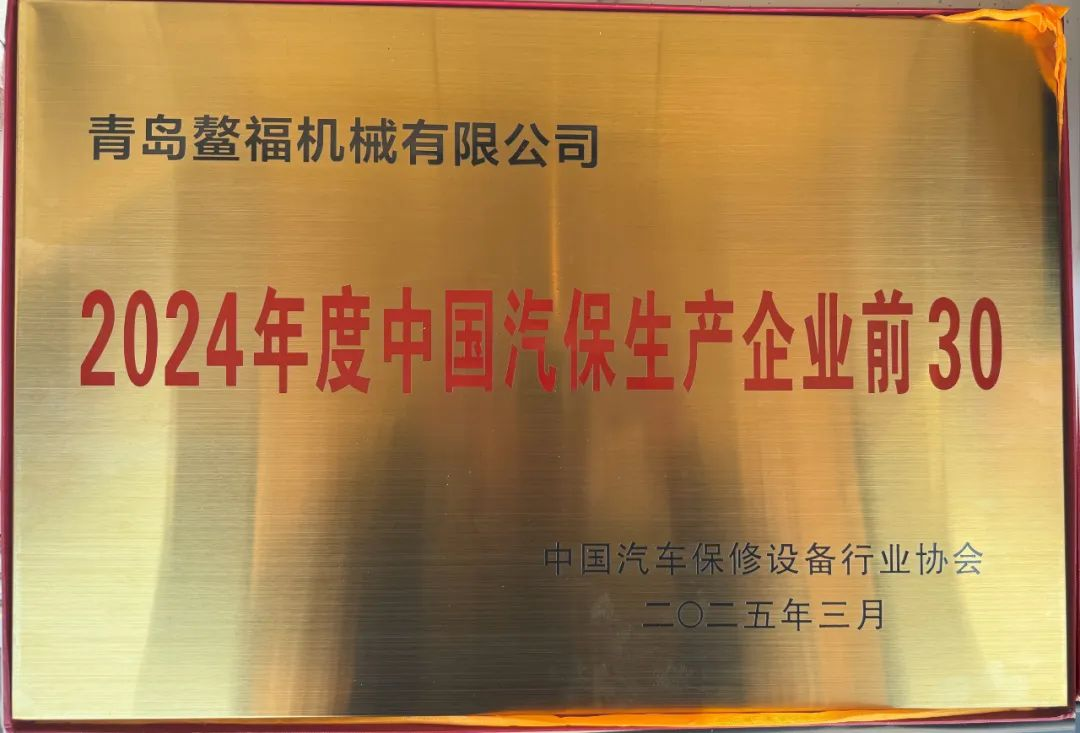 青岛鳌福机械有限公司
2024年度中国汽保生产企业前30
中国汽车保修设备行业协会
二〇二五年三月